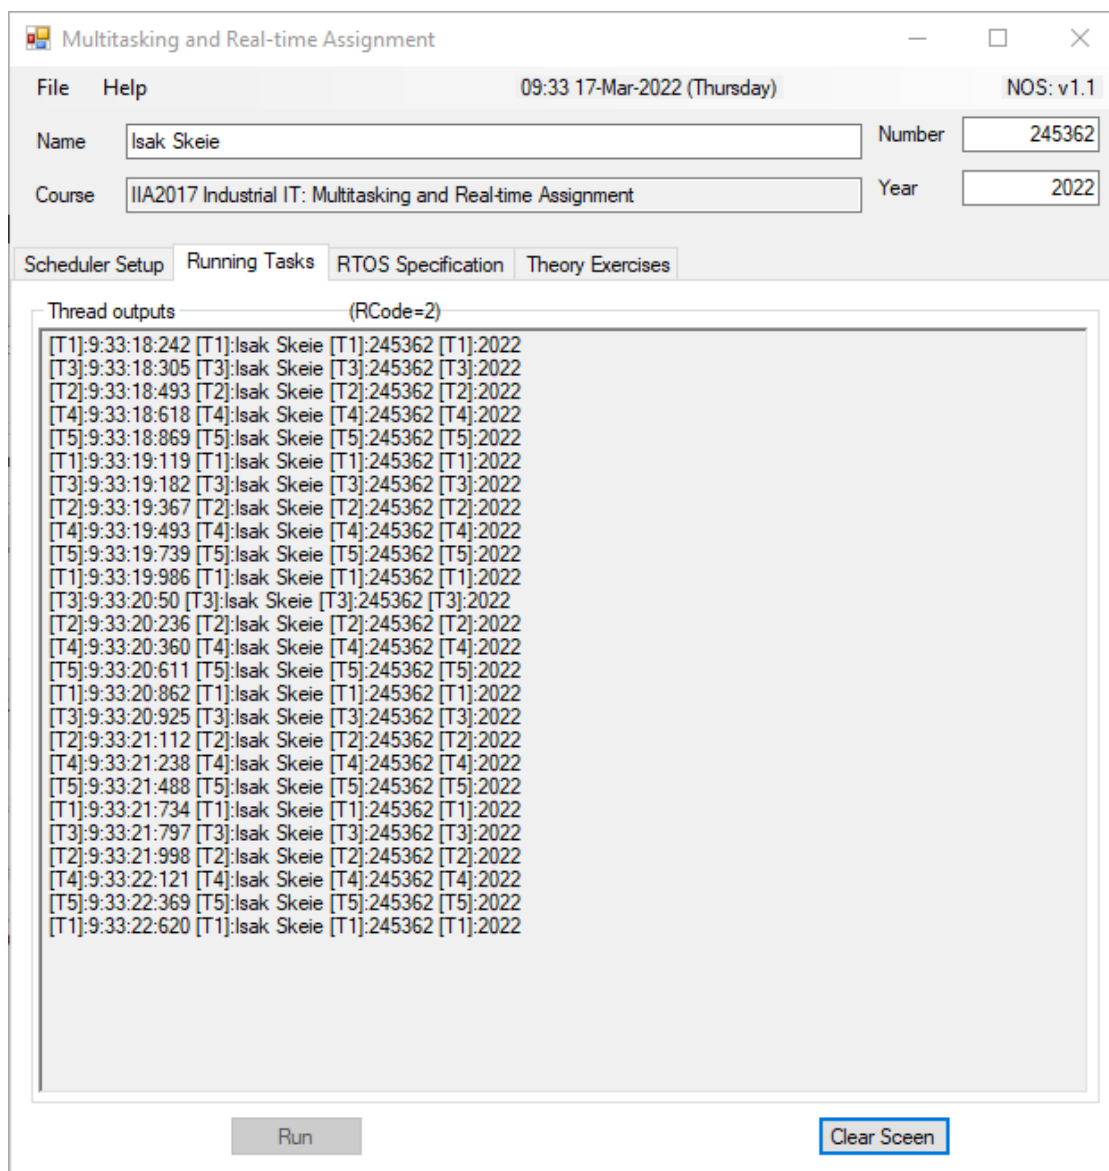 Multitasking and Real-time Assignment
File Help 09:33 17-Mar-2022 (Thursday) NOS: v1.1
Name Isak Skeie Number 245362
Course IIA2017 Industrial IT: Multitasking and Real-time Assignment Year 2022
Scheduler Setup Running Tasks RTOS Specification Theory Exercises
Thread outputs (RCode=2)
[T1]:9:33:18:242 [T1]:Isak Skeie [T1]:245362 [T1]:2022
[T3]:9:33:18:305 [T3]:Isak Skeie [T3]:245362 [T3]:2022
[T2]:9:33:18:493 [T2]:Isak Skeie [T2]:245362 [T2]:2022
[T4]:9:33:18:618 [T4]:Isak Skeie [T4]:245362 [T4]:2022
[T5]:9:33:18:869 [T5]:Isak Skeie [T5]:245362 [T5]:2022
[T1]:9:33:19:119 [T1]:Isak Skeie [T1]:245362 [T1]:2022
[T3]:9:33:19:182 [T3]:Isak Skeie [T3]:245362 [T3]:2022
[T2]:9:33:19:367 [T2]:Isak Skeie [T2]:245362 [T2]:2022
[T4]:9:33:19:493 [T4]:Isak Skeie [T4]:245362 [T4]:2022
[T5]:9:33:19:739 [T5]:Isak Skeie [T5]:245362 [T5]:2022
[T1]:9:33:19:986 [T1]:Isak Skeie [T1]:245362 [T1]:2022
[T3]:9:33:20:50 [T3]:Isak Skeie [T3]:245362 [T3]:2022
[T2]:9:33:20:236 [T2]:Isak Skeie [T2]:245362 [T2]:2022
[T4]:9:33:20:360 [T4]:Isak Skeie [T4]:245362 [T4]:2022
[T5]:9:33:20:611 [T5]:Isak Skeie [T5]:245362 [T5]:2022
[T1]:9:33:20:862 [T1]:Isak Skeie [T1]:245362 [T1]:2022
[T3]:9:33:20:925 [T3]:Isak Skeie [T3]:245362 [T3]:2022
[T2]:9:33:21:112 [T2]:Isak Skeie [T2]:245362 [T2]:2022
[T4]:9:33:21:238 [T4]:Isak Skeie [T4]:245362 [T4]:2022
[T5]:9:33:21:488 [T5]:Isak Skeie [T5]:245362 [T5]:2022
[T1]:9:33:21:734 [T1]:Isak Skeie [T1]:245362 [T1]:2022
[T3]:9:33:21:797 [T3]:Isak Skeie [T3]:245362 [T3]:2022
[T2]:9:33:21:998 [T2]:Isak Skeie [T2]:245362 [T2]:2022
[T4]:9:33:22:121 [T4]:Isak Skeie [T4]:245362 [T4]:2022
[T5]:9:33:22:369 [T5]:Isak Skeie [T5]:245362 [T5]:2022
[T1]:9:33:22:620 [T1]:Isak Skeie [T1]:245362 [T1]:2022
Run Clear Sceen